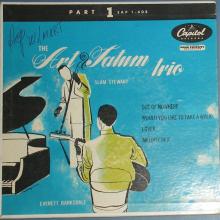 PART 1 EAP 1-408
Capitol
THE
Art Tatum
trio
SLAM STEWART
OUT OF NOWHERE
WOULD YOU LIKE TO TAKE A WALK
LOVER
EVERETT BARKSDALE